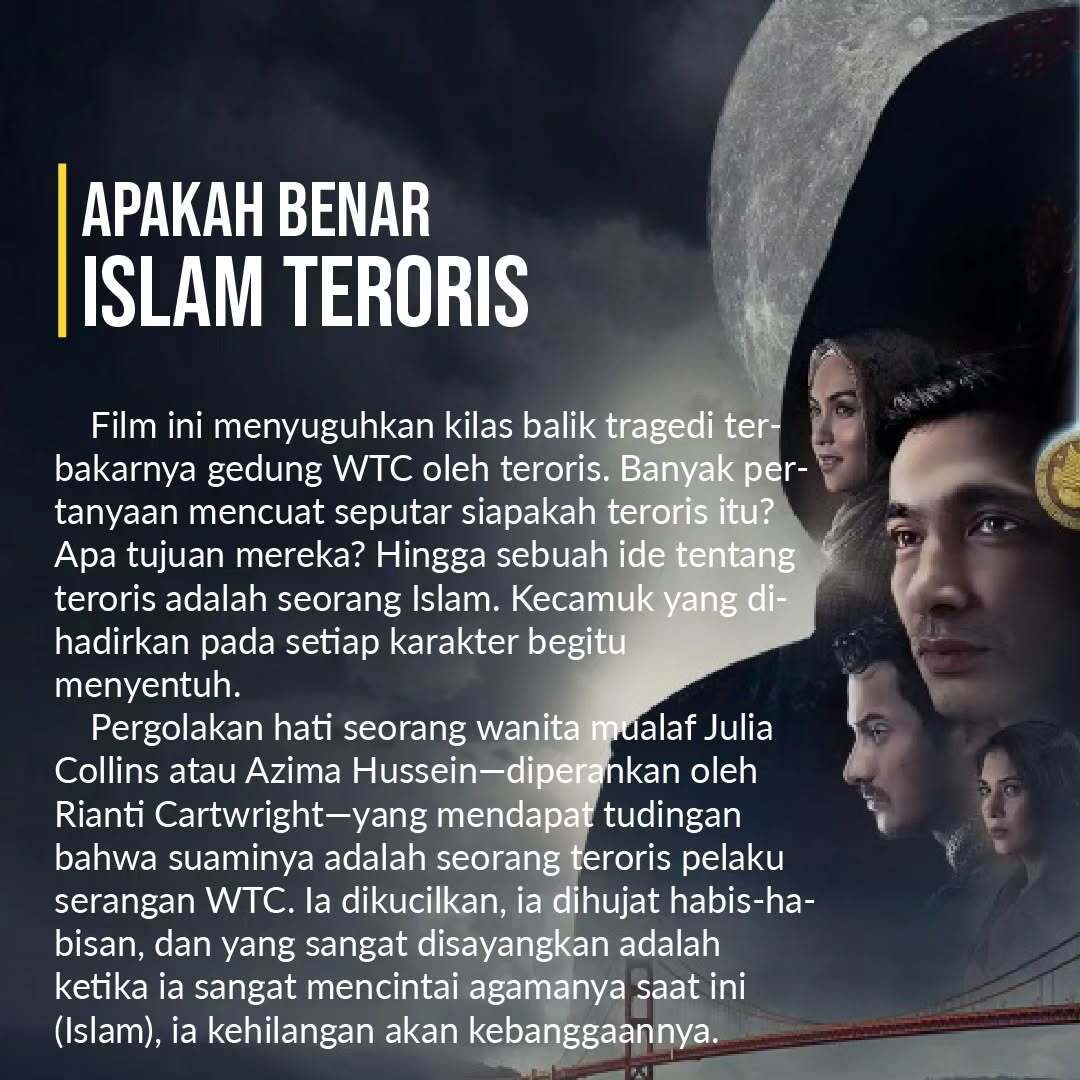 APAKAH BENAR
ISLAM TERORIS
Film ini menyuguhkan kilas balik tragedi ter-
bakarnya gedung WTC oleh teroris. Banyak per-
tanyaan mencuat seputar siapakah teroris itu?
Apa tujuan mereka? Hingga sebuah ide tentang
teroris adalah seorang Islam. Kecamuk yang di-
hadirkan pada setiap karakter begitu
menyentuh.
Pergolakan hati seorang wanita mualaf Julia
Collins atau Azima Hussein—diperankan oleh
Rianti Cartwright—yang mendapat tudingan
bahwa suaminya adalah seorang teroris pelaku
serangan WTC. Ia dikucilkan, ia dihujat habis-ha-
bisan, dan yang sangat disayangkan adalah
ketika ia sangat mencintai agamanya saat ini
(Islam), ia kehilangan akan kebanggaannya.